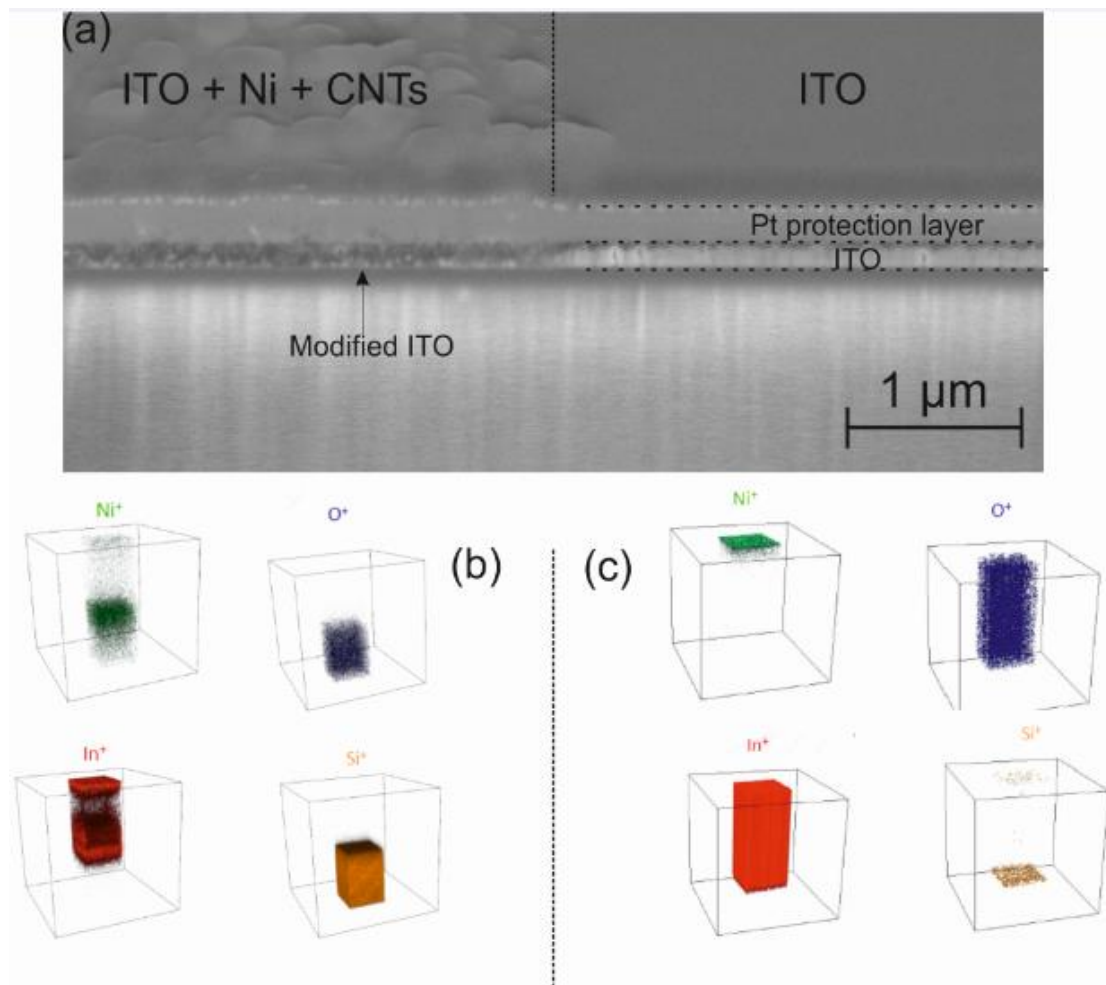 (a)
ITO + Ni + CNTs
ITO
Pt protection layer
ITO
Modified ITO
1 µm
Ni⁺
O⁺
(b)
Ni⁺
O⁺
(c)
In⁺
Si⁺
In⁺
Si⁺